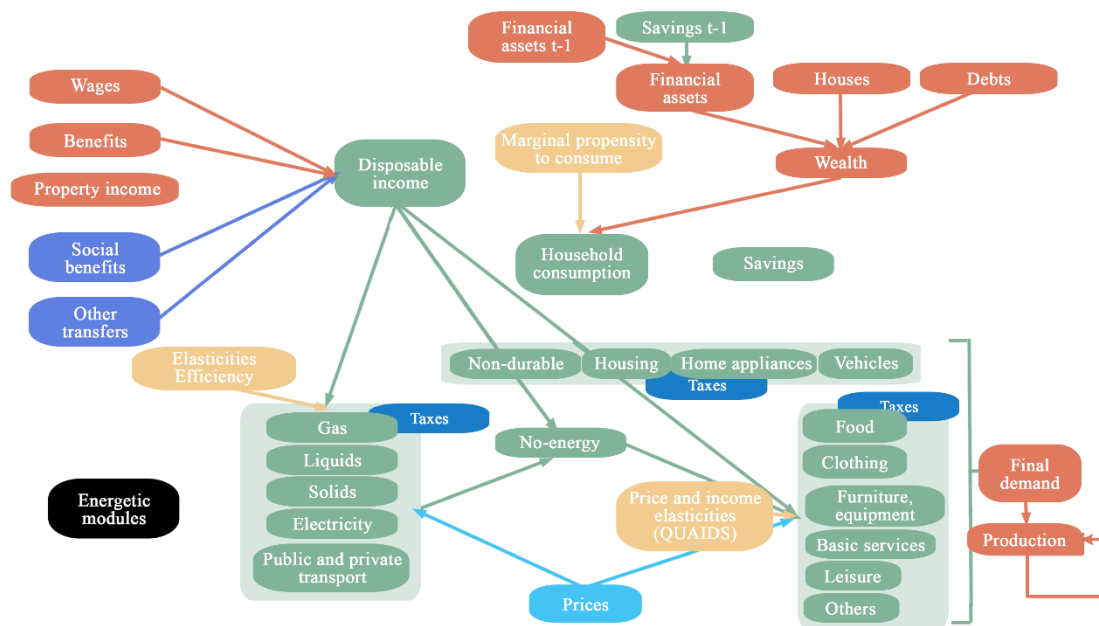 Financial
assets t-1
Savings t-1
Wages
Financial
assets
Houses
Debts
Benefits
Marginal propensity
to consume
Disposable
income
Wealth
Property income
Social
benefits
Household
consumption
Savings
Other
transfers
Elasticities
Efficiency
Non-durable
Housing
Home appliances
Vehicles
Taxes
Taxes
Taxes
Gas
Food
No-energy
Liquids
Clothing
Final
demand
Energetic
modules
Solids
Price and income
elasticities
(QUAIDS)
Furniture,
equipment
Electricity
Basic services
Production
Public and private
transport
Leisure
Prices
Others